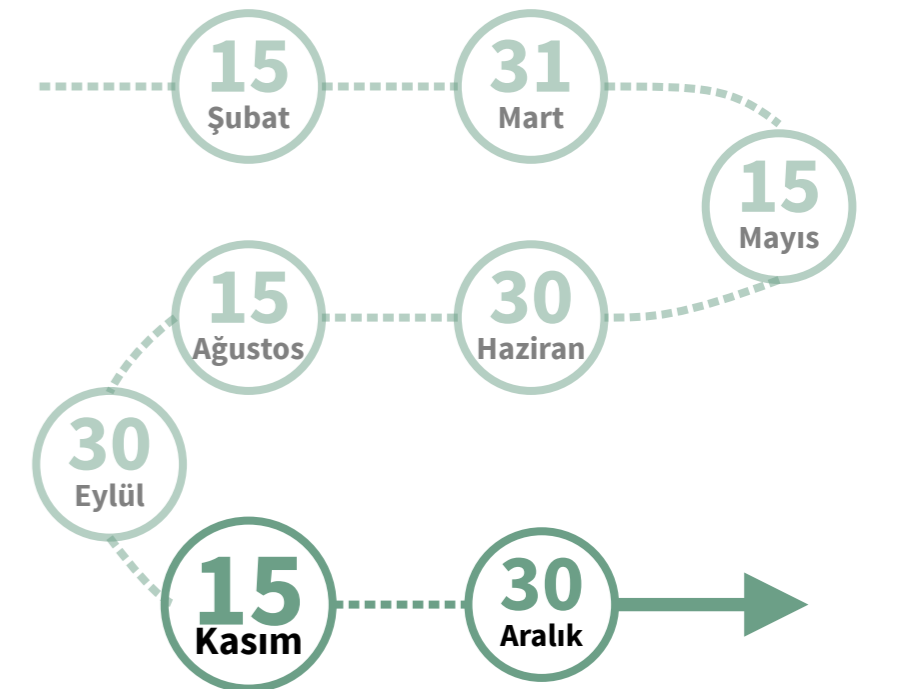 15
Şubat
31
Mart
15
Mayıs
30
Haziran
15
Ağustos
30
Eylül
15
Kasım
30
Aralık